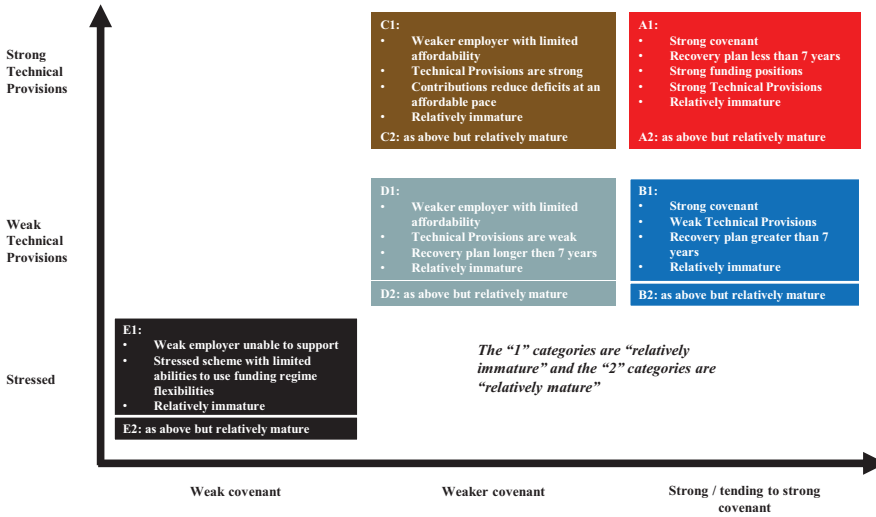 Strong
Technical
Provisions
C1:
• Weaker employer with limited
affordability
• Technical Provisions are strong
• Contributions reduce deficits at an
affordable pace
• Relatively immature
C2: as above but relatively mature
A1:
• Strong covenant
• Recovery plan less than 7 years
• Strong funding positions
• Strong Technical Provisions
• Relatively immature
A2: as above but relatively mature
Weak
Technical
Provisions
D1:
• Weaker employer with limited
affordability
• Technical Provisions are weak
• Recovery plan longer then 7 years
• Relatively immature
D2: as above but relatively mature
B1:
• Strong covenant
• Weak Technical Provisions
• Recovery plan greater than 7
years
• Relatively immature
B2: as above but relatively mature
Stressed
E1:
• Weak employer unable to support
• Stressed scheme with limited
abilities to use funding regime
flexibilities
• Relatively immature
E2: as above but relatively mature
The “1” categories are “relatively
immature” and the “2” categories are
“relatively mature”
Weak covenant
Weaker covenant
Strong / tending to strong
covenant